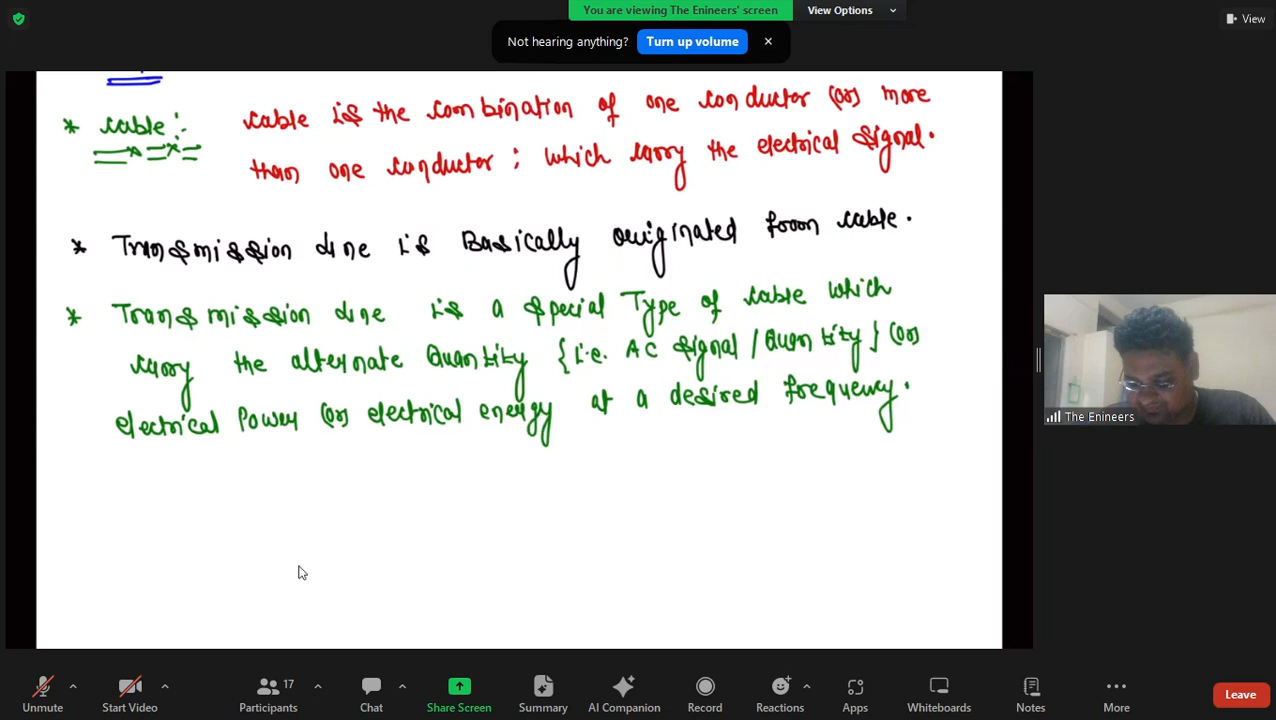 You are viewing The Enineers' screen
View Options
View
Not hearing anything? Turn up volume
* Cable :- Cable is the combination of one conductor (or) more
than one conductor ; which carry the electrical signal.
* Transmission Line is Basically originated from cable.
* Transmission Line is a special Type of cable which
carry the alternate Quantity {i.e. AC signal / Quantity} (or)
electrical Power (or) electrical energy at a desired frequency.
The Enineers
17
Unmute Start Video Participants Chat Share Screen Summary AI Companion Record Reactions Apps Whiteboards Notes More Leave